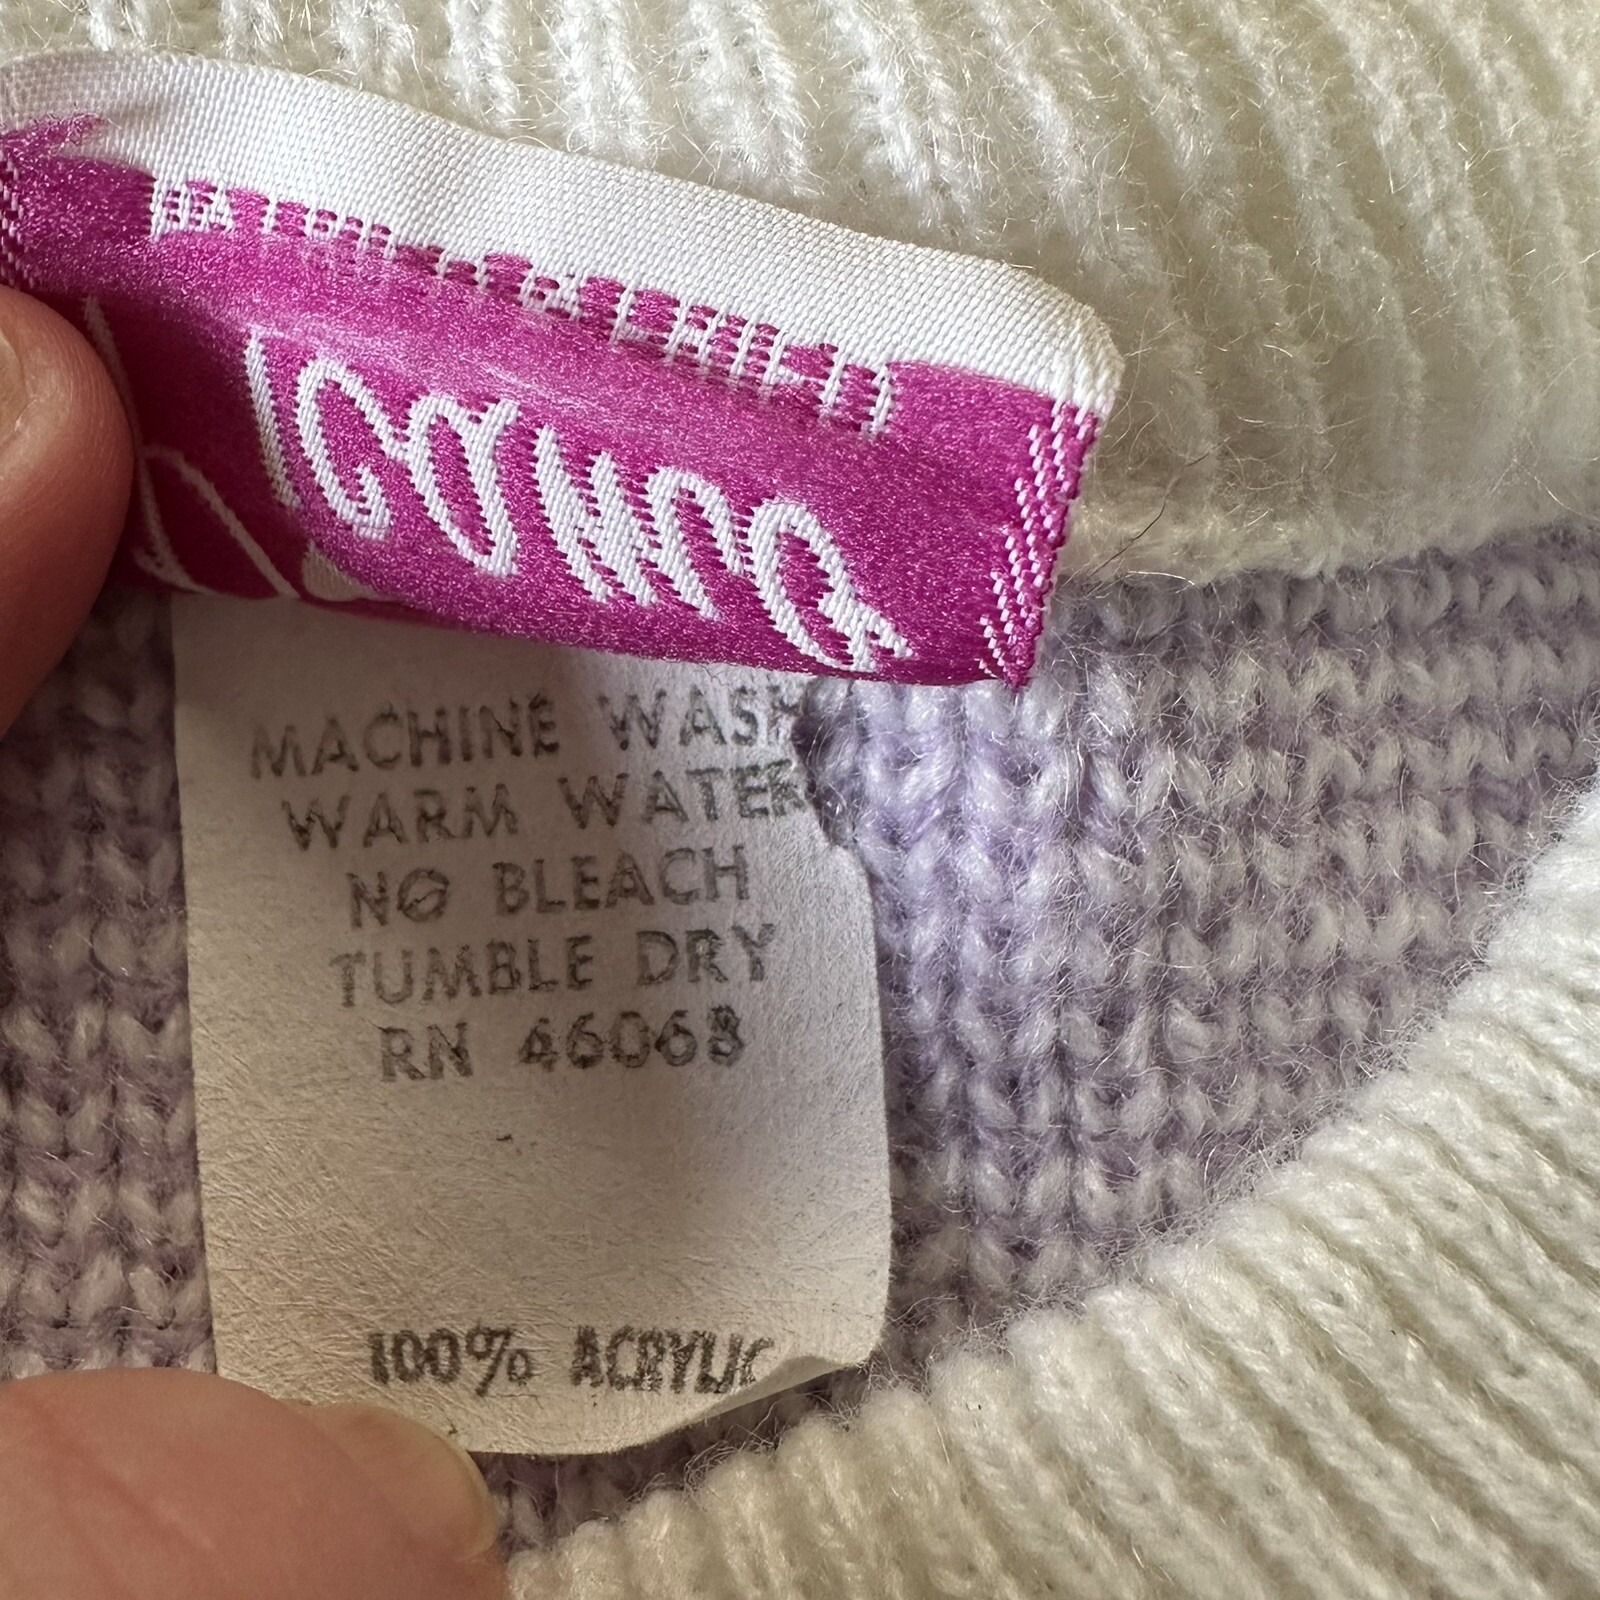 MACHINE WASH
WARM WATER
NO BLEACH
TUMBLE DRY
RN 46068
100% ACRYLIC